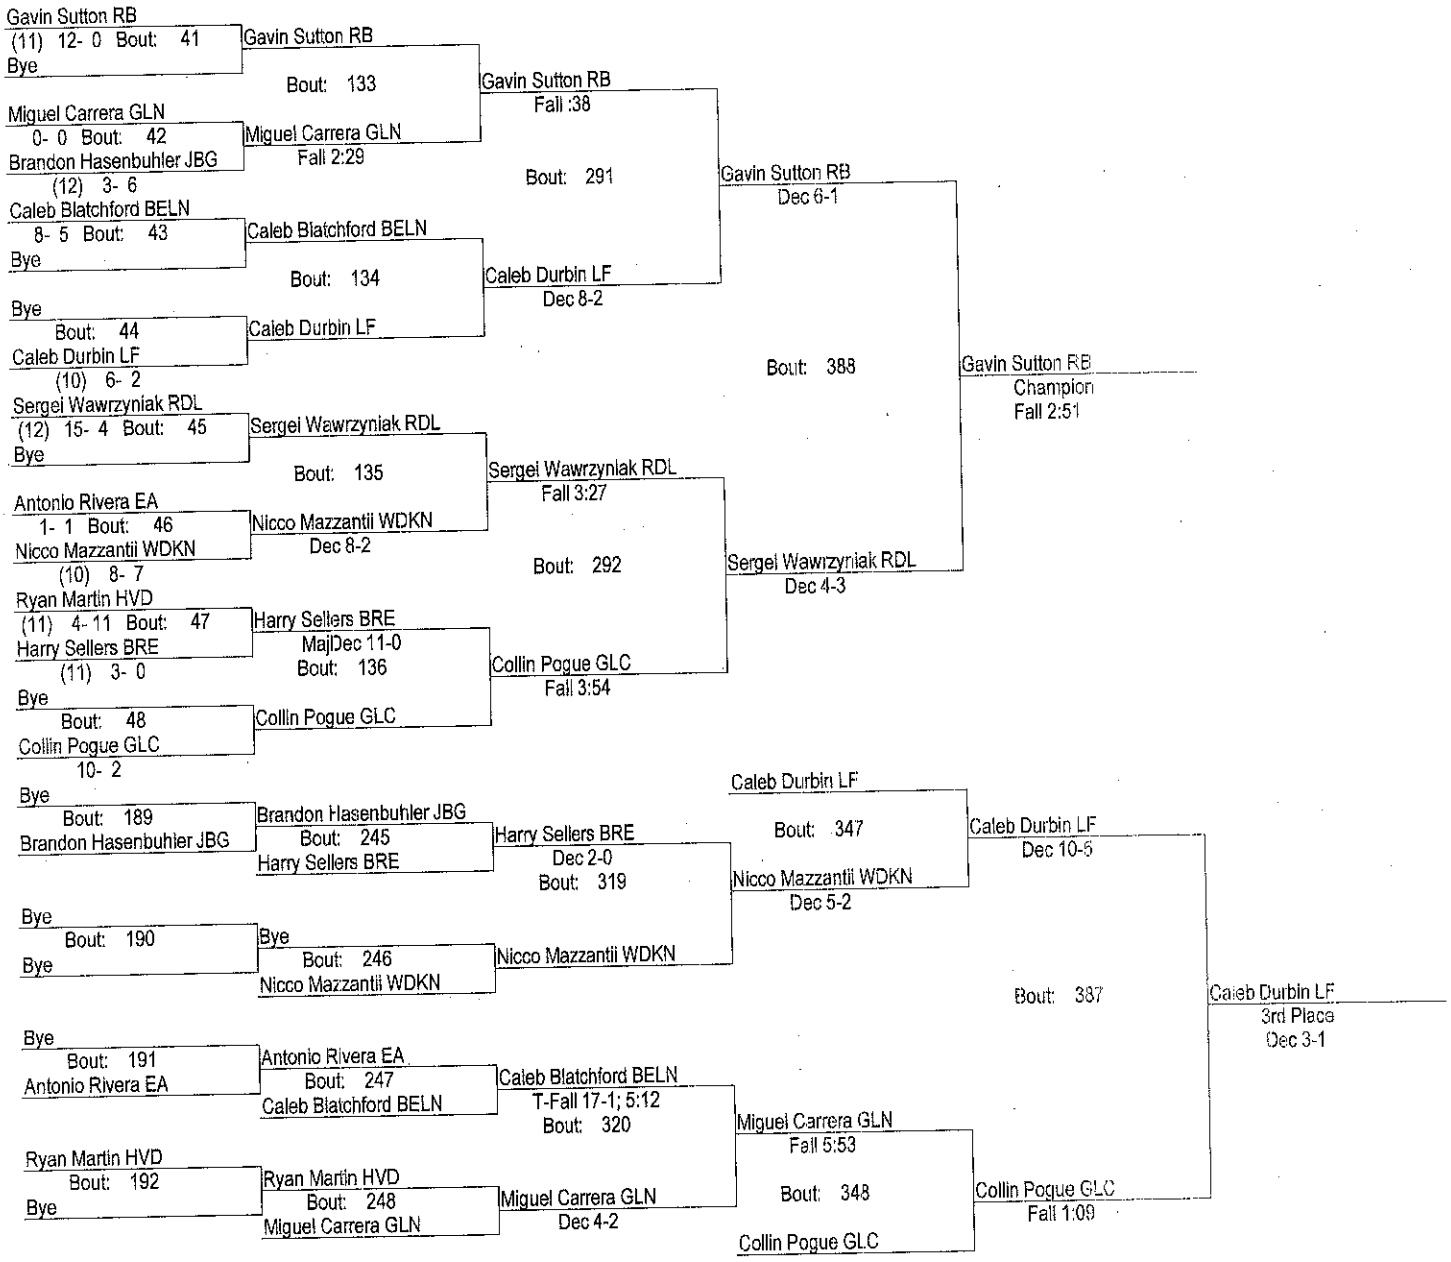 Gavin Sutton RB
(11) 12- 0 Bout: 41
Bye
Gavin Sutton RB
Bout: 133
Miguel Carrera GLN
0- 0 Bout: 42
Brandon Hasenbuhler JBG
(12) 3- 6
Miguel Carrera GLN
Fall 2:29
Gavin Sutton RB
Fall :38
Bout: 291
Caleb Blatchford BELN
8- 5 Bout: 43
Bye
Caleb Blatchford BELN
Bout: 134
Bye
Bout: 44
Caleb Durbin LF
(10) 6- 2
Caleb Durbin LF
Caleb Durbin LF
Dec 8-2
Gavin Sutton RB
Dec 6-1
Bout: 388
Sergei Wawrzyniak RDL
(12) 15- 4 Bout: 45
Bye
Sergei Wawrzyniak RDL
Bout: 135
Antonio Rivera EA
1- 1 Bout: 46
Nicco Mazzantii WDKN
(10) 8- 7
Nicco Mazzantii WDKN
Dec 8-2
Sergei Wawrzyniak RDL
Fall 3:27
Bout: 292
Ryan Martin HVD
(11) 4- 11 Bout: 47
Harry Sellers BRE
(11) 3- 0
Harry Sellers BRE
MajDec 11-0
Bout: 136
Bye
Bout: 48
Collin Pogue GLC
10- 2
Collin Pogue GLC
Collin Pogue GLC
Fall 3:54
Sergei Wawrzyniak RDL
Dec 4-3
Gavin Sutton RB
Champion
Fall 2:51
Bye
Bout: 189
Brandon Hasenbuhler JBG
Brandon Hasenbuhler JBG
Bout: 245
Harry Sellers BRE
Harry Sellers BRE
Dec 2-0
Bout: 319
Bye
Bout: 190
Bye
Bye
Bout: 246
Nicco Mazzantii WDKN
Nicco Mazzantii WDKN
Caleb Durbin LF
Bout: 347
Nicco Mazzantii WDKN
Dec 5-2
Caleb Durbin LF
Dec 10-5
Bout: 387
Bye
Bout: 191
Antonio Rivera EA
Antonio Rivera EA
Bout: 247
Caleb Blatchford BELN
Caleb Blatchford BELN
T-Fall 17-1; 5:12
Bout: 320
Ryan Martin HVD
Bout: 192
Bye
Ryan Martin HVD
Bout: 248
Miguel Carrera GLN
Miguel Carrera GLN
Dec 4-2
Miguel Carrera GLN
Fall 5:53
Bout: 348
Collin Pogue GLC
Collin Pogue GLC
Fall 1:09
Caleb Durbin LF
3rd Place
Dec 3-1